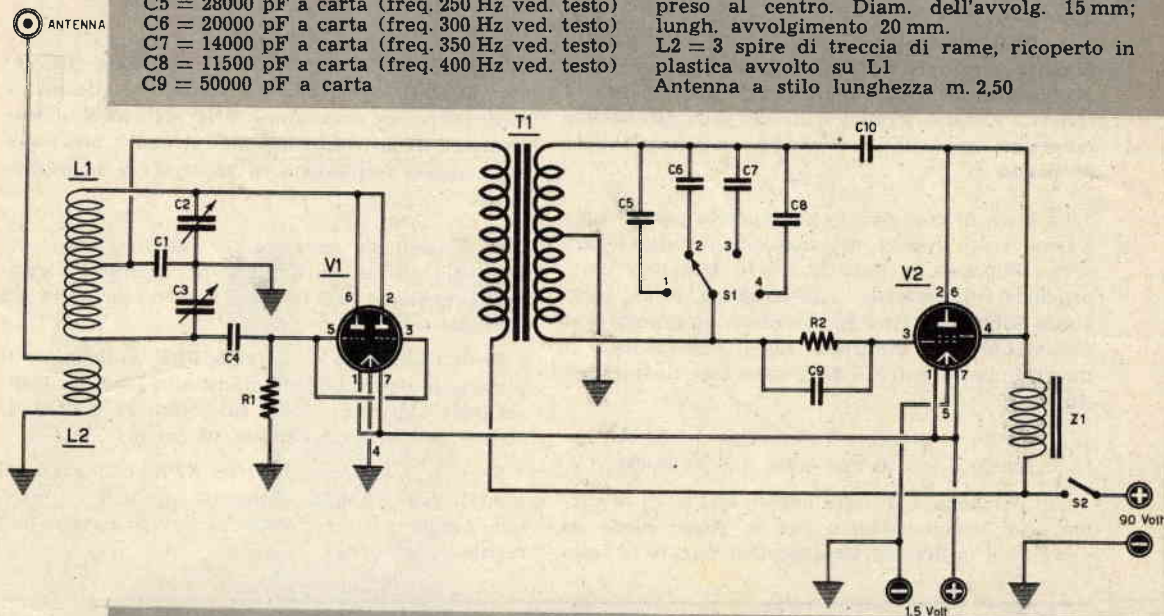 C5 = 28000 pF a carta (freq. 250 Hz ved. testo)
C6 = 20000 pF a carta (freq. 300 Hz ved. testo)
C7 = 14000 pF a carta (freq. 350 Hz ved. testo)
C8 = 11500 pF a carta (freq. 400 Hz ved. testo)
C9 = 50000 pF a carta
preso al centro. Diam. dell'avvolg. 15 mm;
lungh. avvolgimento 20 mm.
L2 = 3 spire di treccia di rame, ricoperto in
plastica avvolto su L1
Antenna a stilo lunghezza m. 2,50
ANTENNA
T1
C10
L1
C2
C6
C7
C5
C8
C1
2
3
V1
1
4
S1
V2
C3
6
2
2
6
5
3
R2
3
4
C4
1
7
1
7
R1
C9
5
Z1
L2
4
S2
+
90 Volt
-
-
+
1.5 Volt